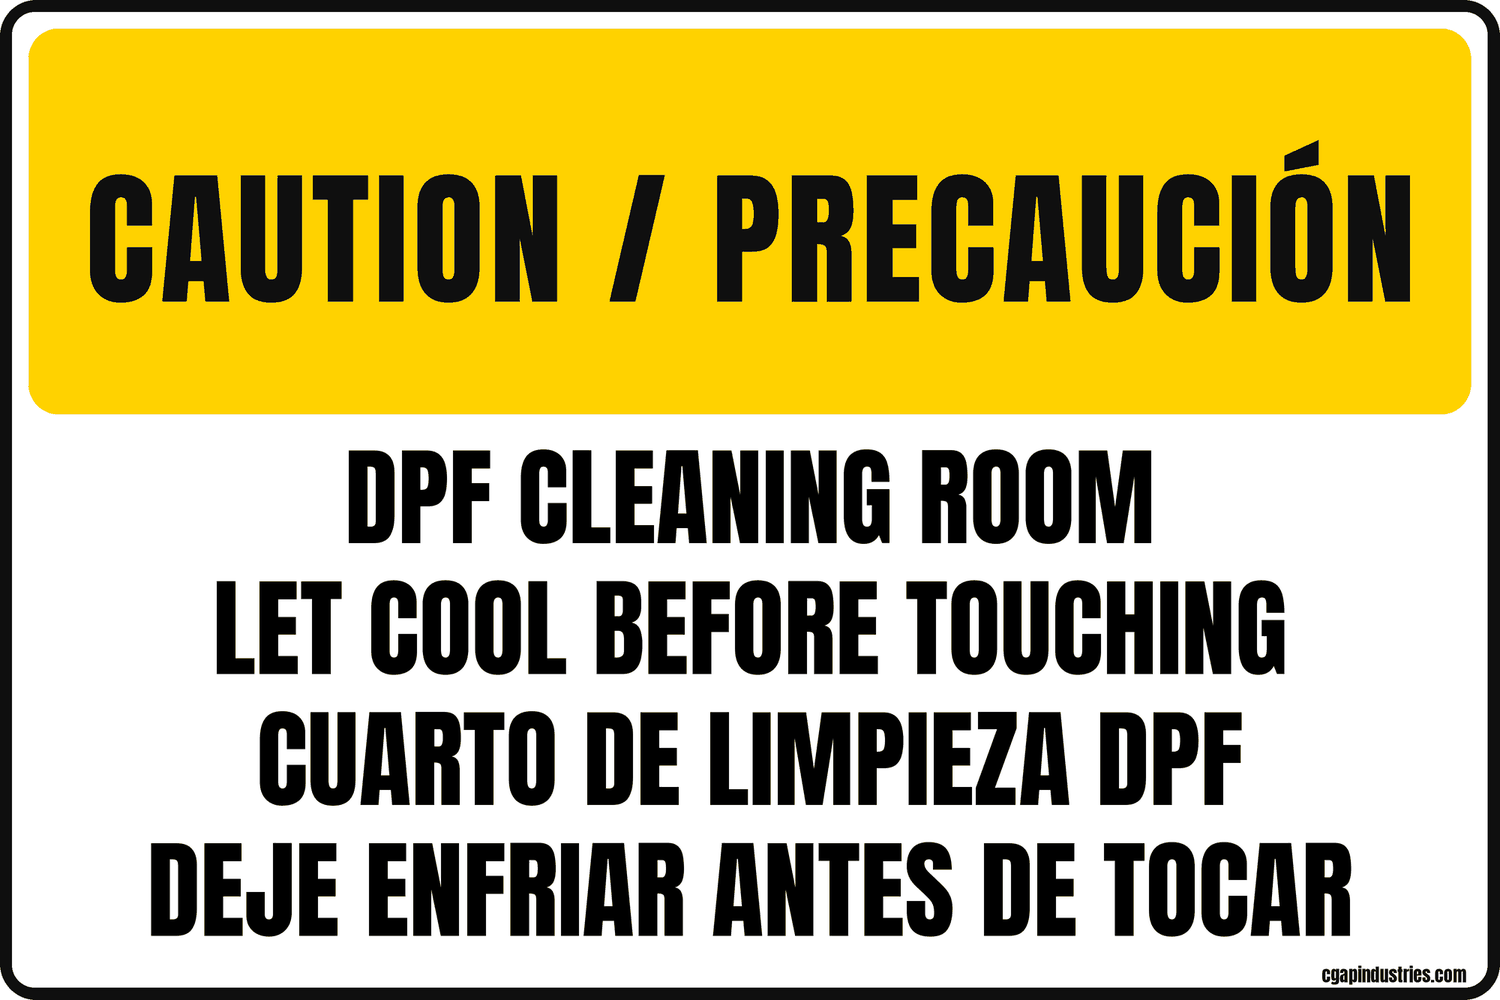 CAUTION / PRECAUCIÓN
DPF CLEANING ROOM
LET COOL BEFORE TOUCHING
CUARTO DE LIMPIEZA DPF
DEJE ENFRIAR ANTES DE TOCAR
cgapindustries.com